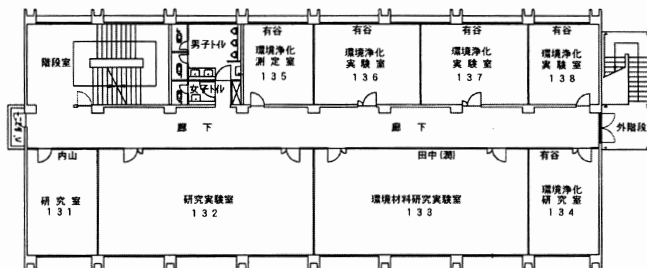 階段室
男子トイレ
女子トイレ
有谷
環境浄化
測定室
135
有谷
環境浄化
実験室
136
有谷
環境浄化
実験室
137
有谷
環境浄化
実験室
138
廊下
廊下
外階段
内山
研究室
131
研究実験室
132
田中(潤)
環境材料研究実験室
133
有谷
環境浄化
研究室
134